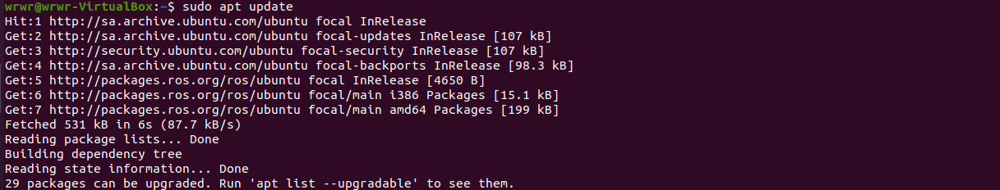 wrwr@wrwr-VirtualBox:~$ sudo apt update
Hit:1 http://sa.archive.ubuntu.com/ubuntu focal InRelease
Get:2 http://sa.archive.ubuntu.com/ubuntu focal-updates InRelease [107 kB]
Get:3 http://security.ubuntu.com/ubuntu focal-security InRelease [107 kB]
Get:4 http://sa.archive.ubuntu.com/ubuntu focal-backports InRelease [98.3 kB]
Get:5 http://packages.ros.org/ros/ubuntu focal InRelease [4650 B]
Get:6 http://packages.ros.org/ros/ubuntu focal/main i386 Packages [15.1 kB]
Get:7 http://packages.ros.org/ros/ubuntu focal/main amd64 Packages [199 kB]
Fetched 531 kB in 6s (87.7 kB/s)
Reading package lists... Done
Building dependency tree
Reading state information... Done
29 packages can be upgraded. Run 'apt list --upgradable' to see them.